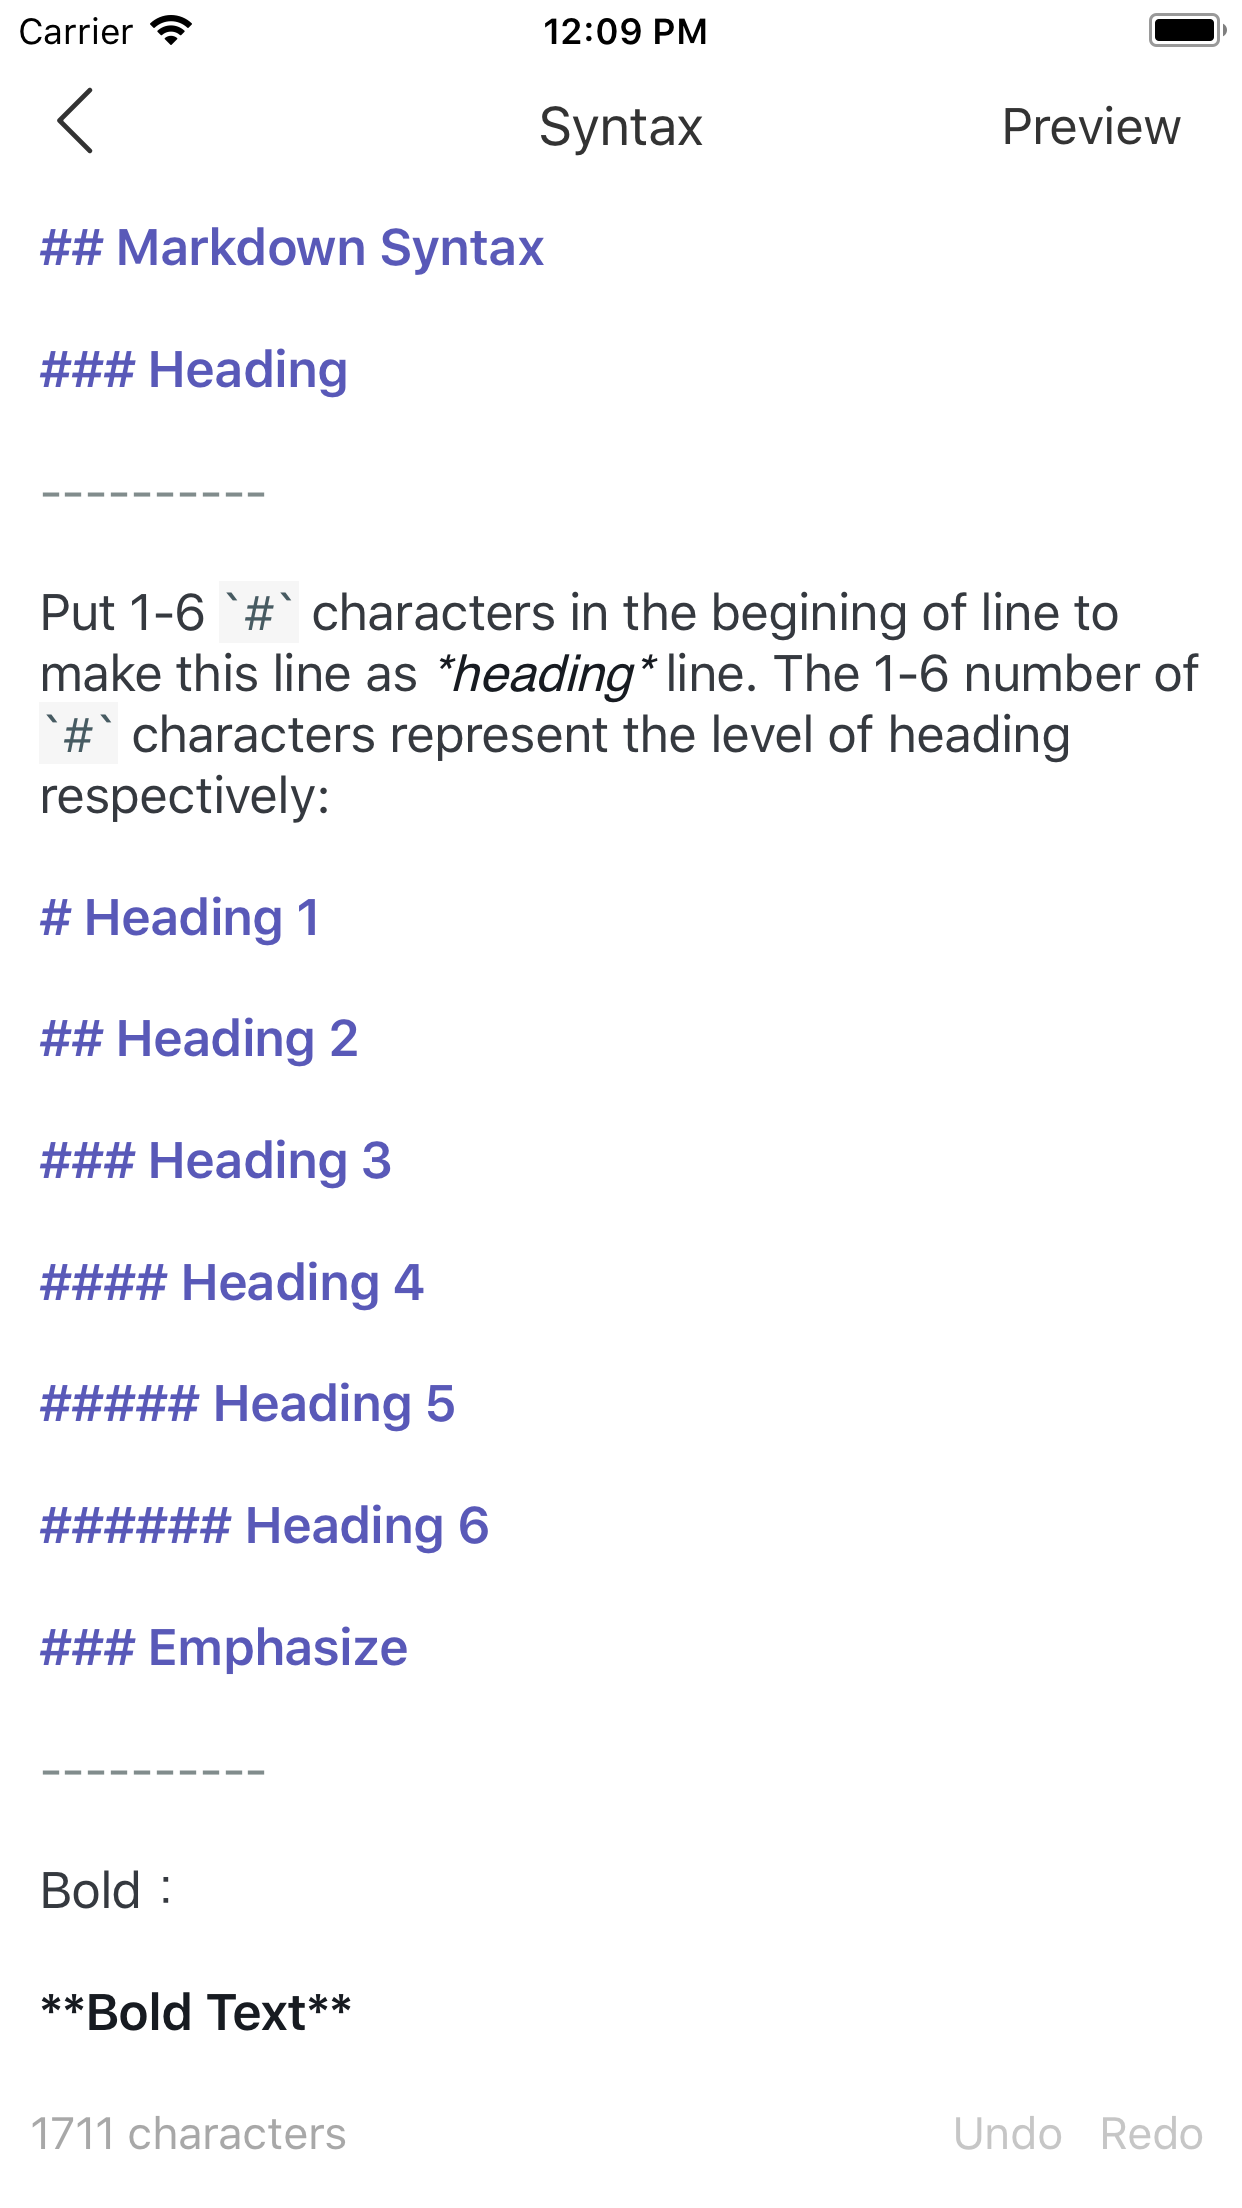 Carrier
12:09 PM
Syntax
Preview
## Markdown Syntax
### Heading
----------
Put 1-6 `#` characters in the begining of line to
make this line as *heading* line. The 1-6 number of
`#` characters represent the level of heading
respectively:
# Heading 1
## Heading 2
### Heading 3
#### Heading 4
##### Heading 5
###### Heading 6
### Emphasize
----------
Bold：
**Bold Text**
1711 characters
Undo Redo